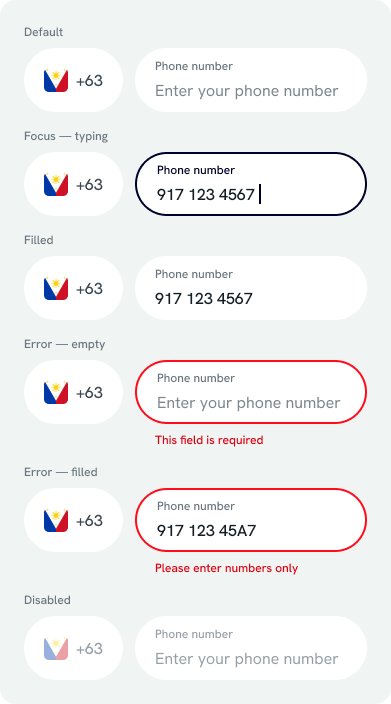 Default
+63
Phone number
Enter your phone number
Focus — typing
+63
Phone number
917 123 4567
Filled
+63
Phone number
917 123 4567
Error — empty
+63
Phone number
Enter your phone number
This field is required
Error — filled
+63
Phone number
917 123 45A7
Please enter numbers only
Disabled
+63
Phone number
Enter your phone number